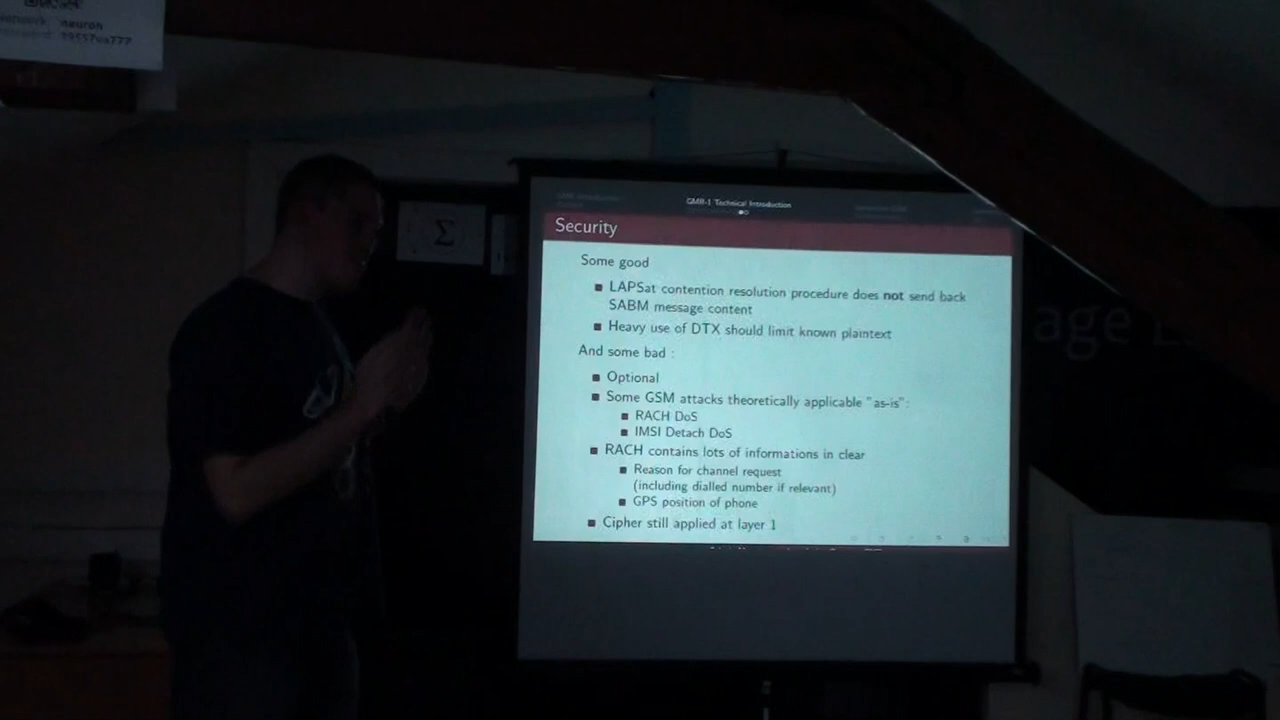 neuron
GMR-1 Technical Introduction
Σ
Security
Some good
■ LAPSat contention resolution procedure does not send back
SABM message content
■ Heavy use of DTX should limit known plaintext
And some bad :
■ Optional
■ Some GSM attacks theoretically applicable "as-is":
■ RACH DoS
■ IMSI Detach DoS
■ RACH contains lots of informations in clear
■ Reason for channel request
(including dialled number if relevant)
■ GPS position of phone
■ Cipher still applied at layer 1
age